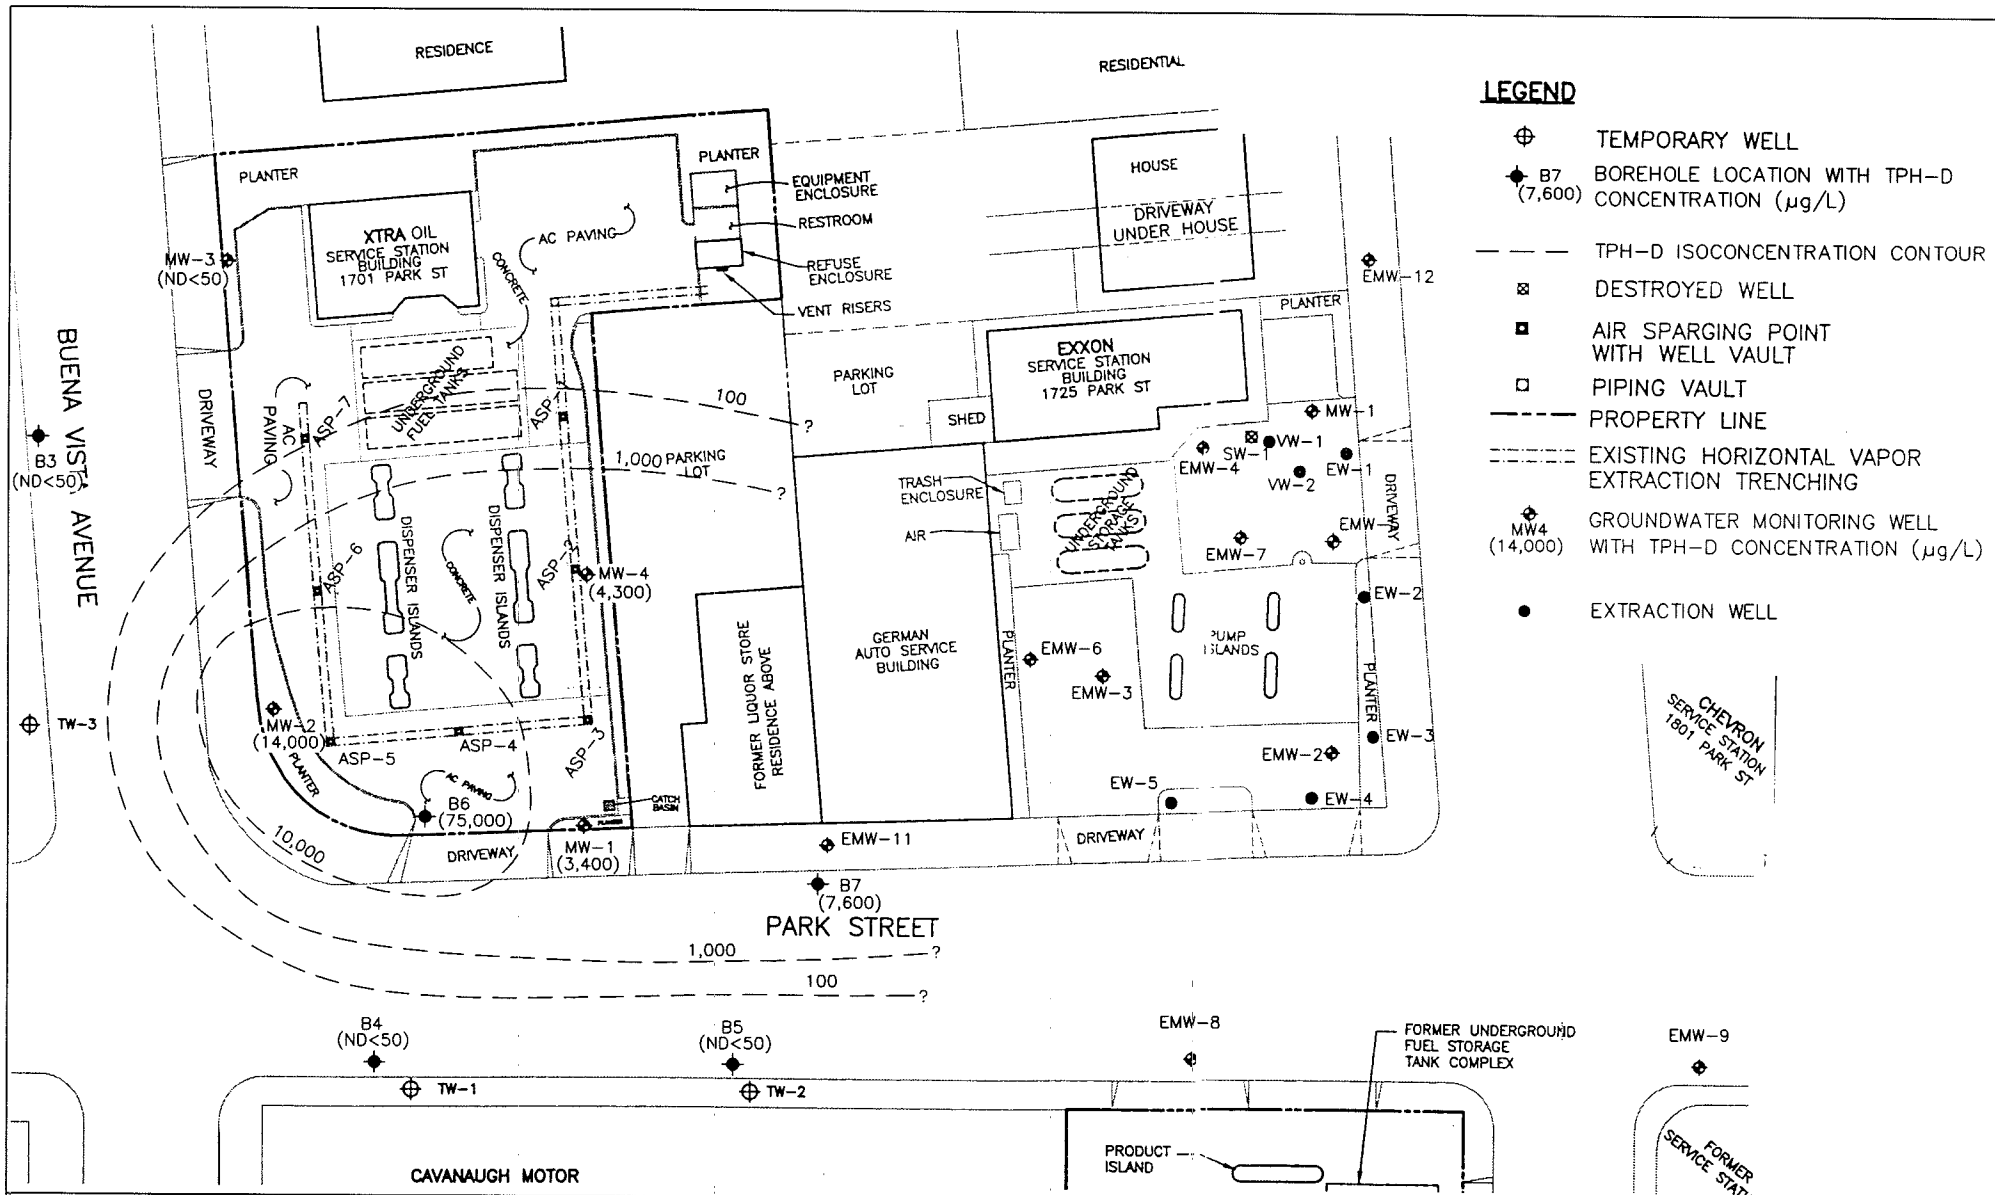 RESIDENCE
RESIDENTIAL
PLANTER
PLANTER
EQUIPMENT
ENCLOSURE
RESTROOM
REFUSE
ENCLOSURE
VENT RISERS
AC PAVING
CONCRETE
XTRA OIL
SERVICE STATION
BUILDING
1701 PARK ST
MW-3
(ND<50)
HOUSE
DRIVEWAY
UNDER HOUSE
EMW-12
PLANTER
EXXON
SERVICE STATION
BUILDING
1725 PARK ST
PARKING
LOT
SHED
BUENA VISTA AVENUE
DRIVEWAY
AC
PAVING
ASP-7
UNDERGROUND
FUEL TANKS
100
?
1,000
?
PARKING
LOT
B3
(ND<50)
MW-1
VW-1
SW-1
EMW-4
EW-1
VW-2
DRIVEWAY
TRASH
ENCLOSURE
AIR
UNDERGROUND
STORAGE
TANKS
EMW-7
DISPENSER ISLANDS
DISPENSER ISLANDS
CONCRETE
ASP-6
ASP-2
MW-4
(4,300)
EW-2
FORMER LIQUOR STORE
RESIDENCE ABOVE
GERMAN
AUTO SERVICE
BUILDING
PLANTER
EMW-6
EMW-3
ISLANDS
PLANTER
TW-3
MW-2
(14,000)
ASP-5
ASP-4
ASP-3
PLANTER
AC PAVING
B6
(75,000)
CATCH
BASIN
EMW-2
EW-3
EW-5
EW-4
10,000
DRIVEWAY
MW-1
(3,400)
EMW-11
DRIVEWAY
B7
(7,600)
PARK STREET
1,000
?
100
?
B4
(ND<50)
B5
(ND<50)
TW-1
TW-2
EMW-8
EMW-9
FORMER UNDERGROUND
FUEL STORAGE
TANK COMPLEX
PRODUCT
ISLAND
CAVANAUGH MOTOR
CHEVRON
SERVICE STATION
1801 PARK ST
FORMER
SERVICE
LEGEND
TEMPORARY WELL
B7
(7,600)
BOREHOLE LOCATION WITH TPH-D
CONCENTRATION (µg/L)
TPH-D ISOCONCENTRATION CONTOUR
DESTROYED WELL
AIR SPARGING POINT
WITH WELL VAULT
PIPING VAULT
PROPERTY LINE
EXISTING HORIZONTAL VAPOR
EXTRACTION TRENCHING
MW4
(14,000)
GROUNDWATER MONITORING WELL
WITH TPH-D CONCENTRATION (µg/L)
EXTRACTION WELL